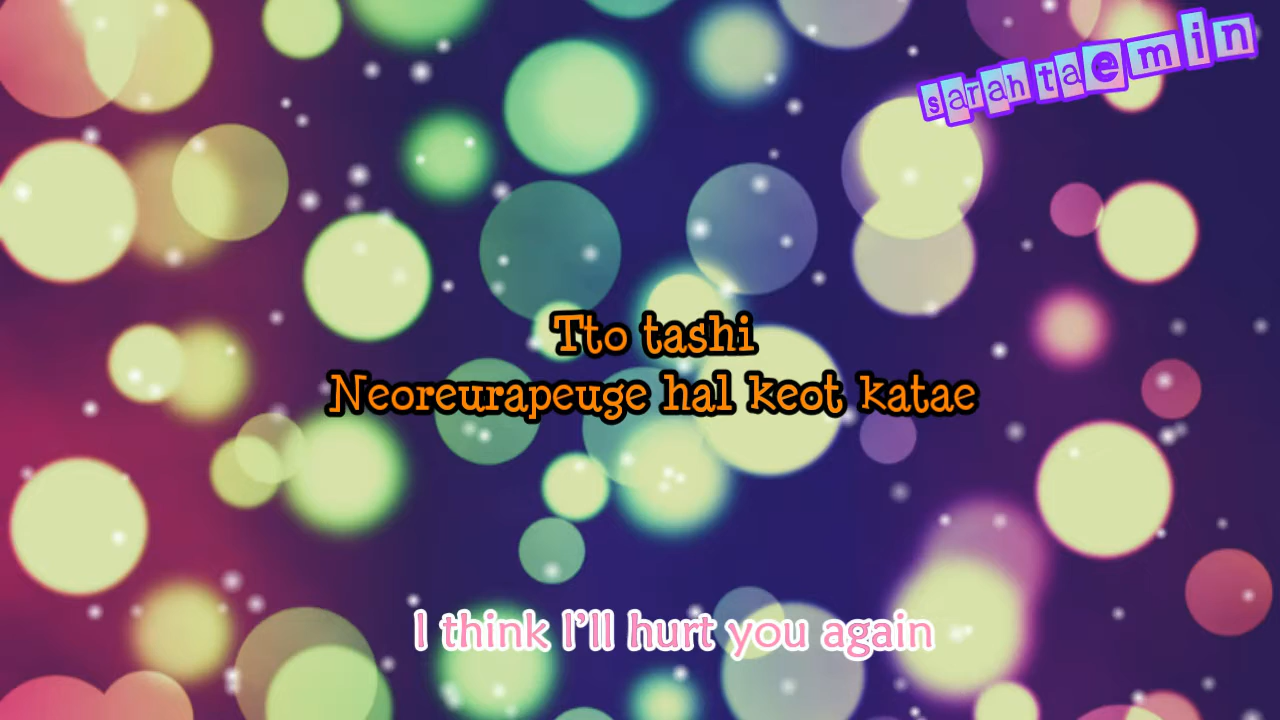 sarahtaemin
Tto tashi
Neoreurapeuge hal keot katae
I think I'll hurt you again